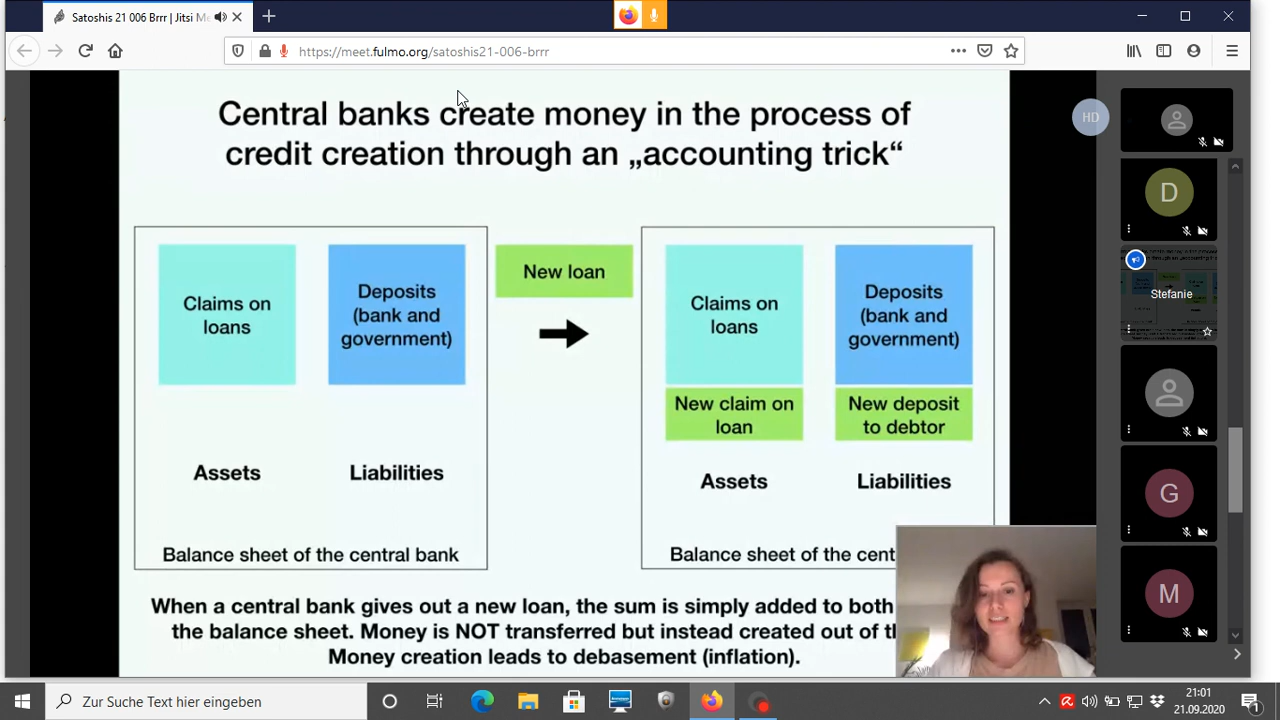 Satoshis 21 006 Brrr | Jitsi M
https://meet.fulmo.org/satoshis21-006-brrr
Central banks create money in the process of
credit creation through an „accounting trick“
HD
Claims on
loans
Deposits
(bank and
government)
Assets
Liabilities
Balance sheet of the central bank
New loan
Claims on
loans
Deposits
(bank and
government)
New claim on
loan
New deposit
to debtor
Assets
Liabilities
Balance sheet of the cent
When a central bank gives out a new loan, the sum is simply added to both
the balance sheet. Money is NOT transferred but instead created out of
Money creation leads to debasement (inflation).
D
Stefanie
G
M
Zur Suche Text hier eingeben
21:01
21.09.2020
1